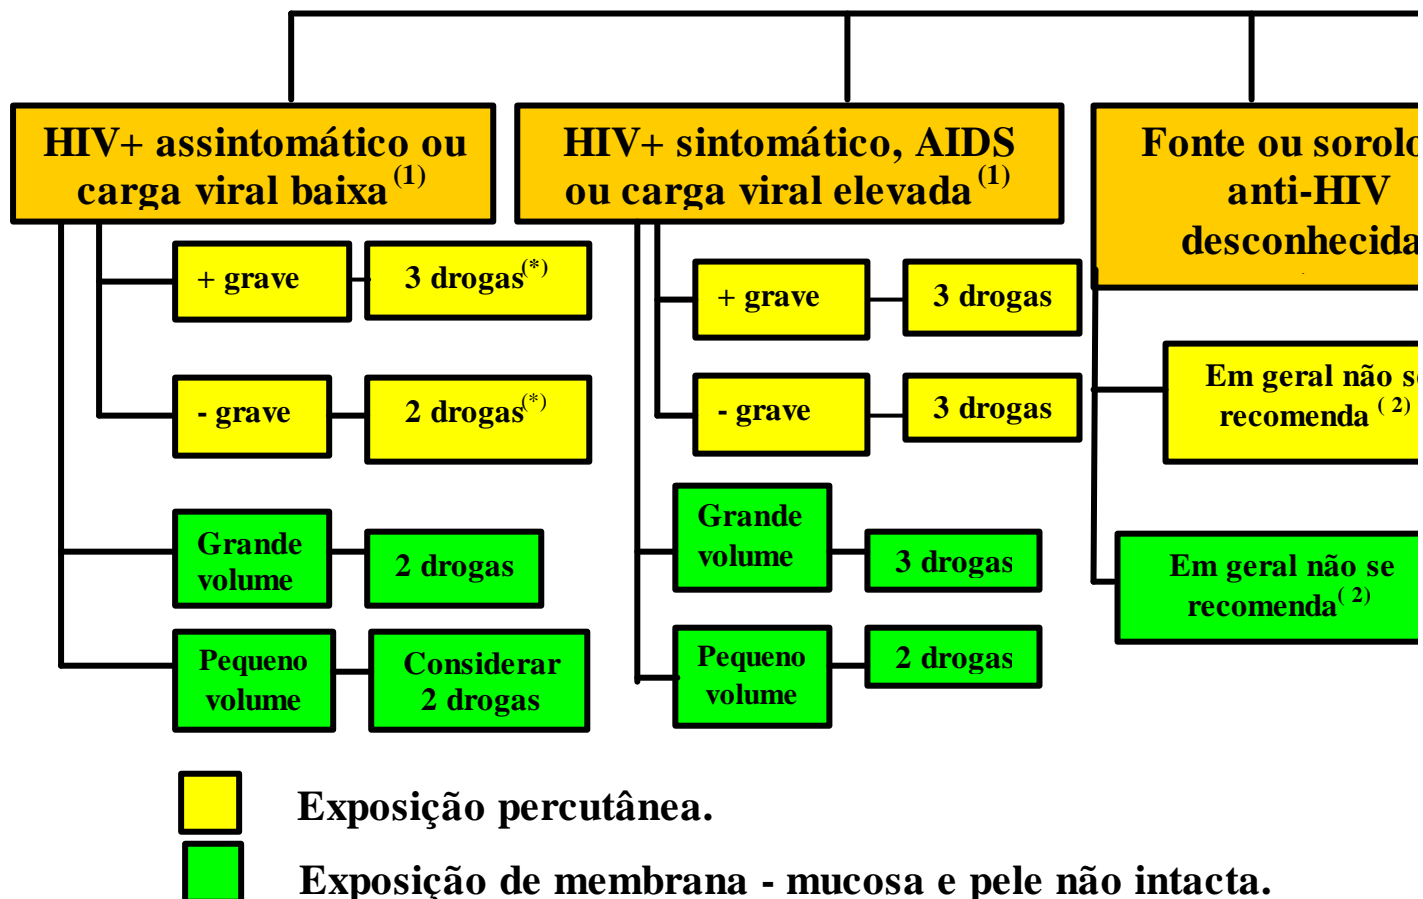 HIV+ assintomático ou
carga viral baixa (1)
+ grave
3 drogas(*)
- grave
2 drogas(*)
Grande
volume
2 drogas
Pequeno
volume
Considerar
2 drogas
HIV+ sintomático, AIDS
ou carga viral elevada (1)
+ grave
3 drogas
- grave
3 drogas
Grande
volume
3 drogas
Pequeno
volume
2 drogas
Fonte ou
anti-HIV
desconhecida
Em geral não
recomenda ( 2)
Em geral não se
recomenda( 2)
Exposição percutânea.
Exposição de membrana - mucosa e pele não intacta.